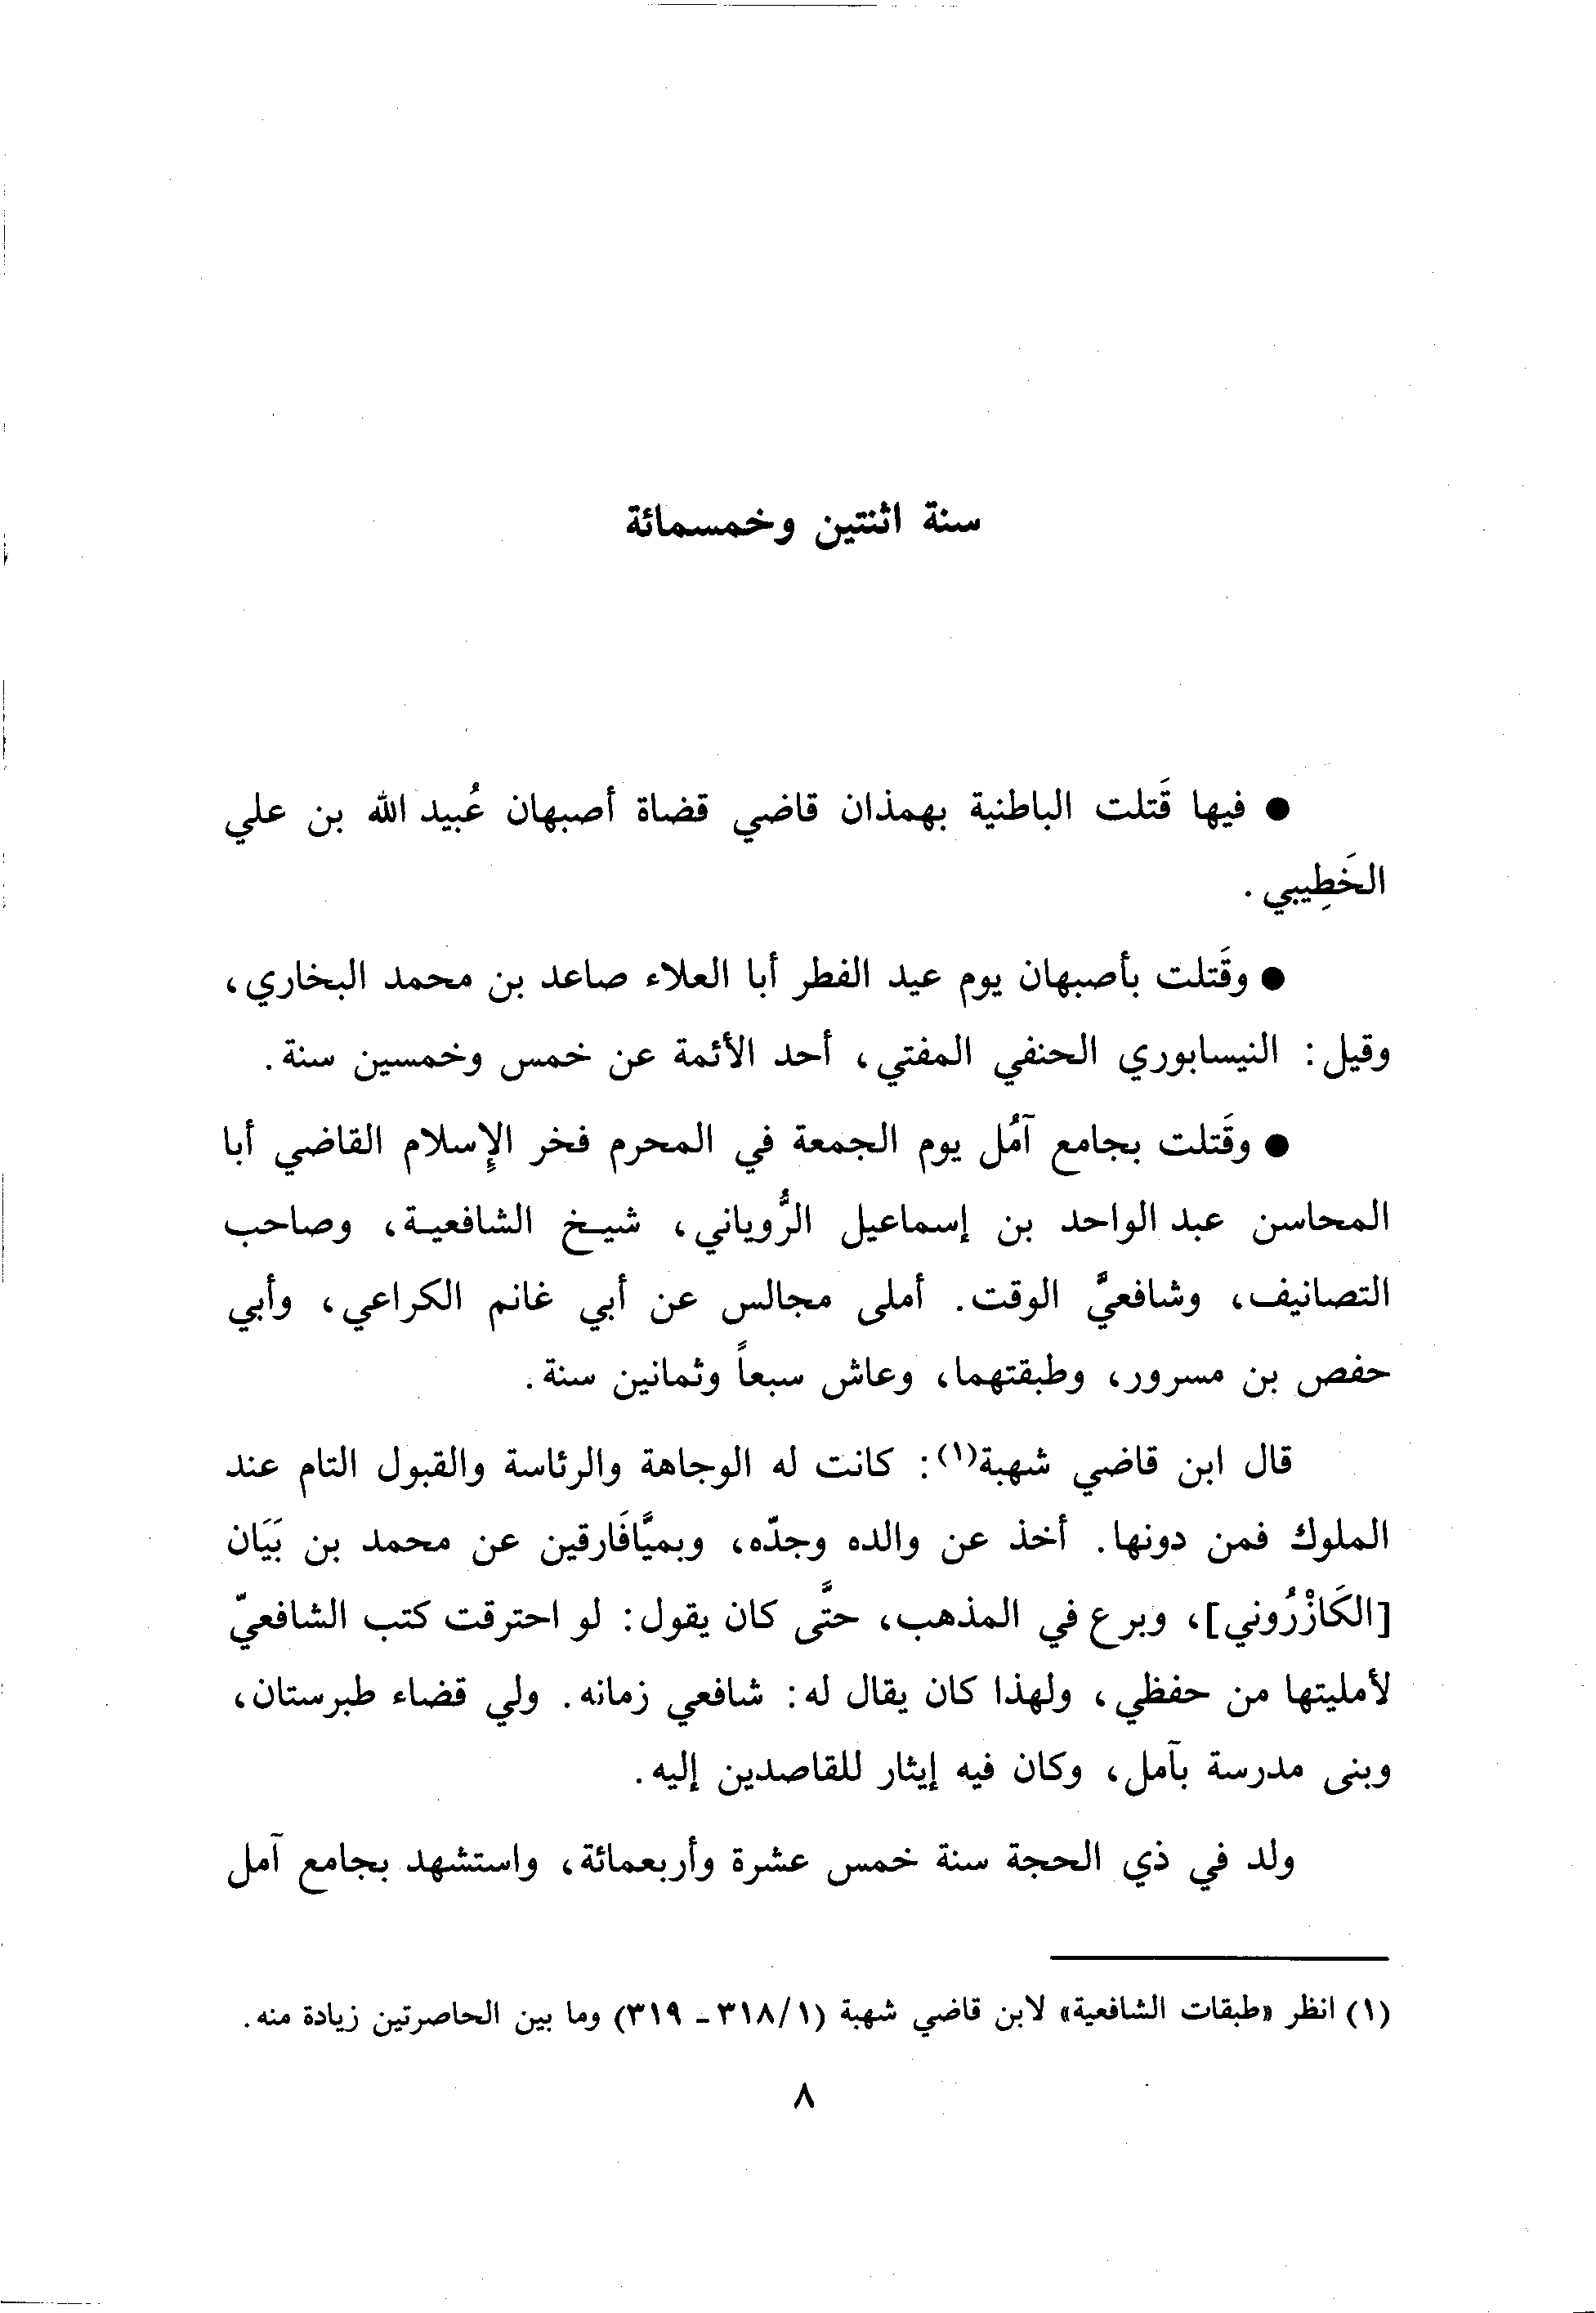 سنة اثنتين وخمسمائة
● فيها قَتلت الباطنية بهمذان قاضي قضاة أصبهان عُبيد الله بن علي
الخَطِيبي.
● وقَتلت بأصبهان يوم عيد الفطر أبا العلاء صاعد بن محمد البخاري،
وقيل: النيسابوري الحنفي المفتي، أحد الأئمة عن خمس وخمسين سنة.
● وقَتلت بجامع آمُل يوم الجمعة في المحرم فخر الإِسلام القاضي أبا
المحاسن عبد الواحد بن إسماعيل الرُّوياني، شيخ الشافعية، وصاحب
التصانيف، وشافعيُّ الوقت. أملى مجالس عن أبي غانم الكراعي، وأبي
حفص بن مسرور، وطبقتهما، وعاش سبعاً وثمانين سنة.
قال ابن قاضي شهبة(١): كانت له الوجاهة والرئاسة والقبول التام عند
الملوك فمن دونها. أخذ عن والده وجدّه، وبميَّافَارقين عن محمد بن بَيَان
[الكَازْرُوني]، وبرع في المذهب، حتَّى كان يقول: لو احترقت كتب الشافعيّ
لأمليتها من حفظي، ولهذا كان يقال له: شافعي زمانه. ولي قضاء طبرستان،
وبنى مدرسة بآمل، وكان فيه إيثار للقاصدين إليه.
ولد في ذي الحجة سنة خمس عشرة وأربعمائة، واستشهد بجامع آمل
(١) انظر «طبقات الشافعية» لابن قاضي شهبة (١/ ٣١٨ - ٣١٩) وما بين الحاصرتين زيادة منه.
٨